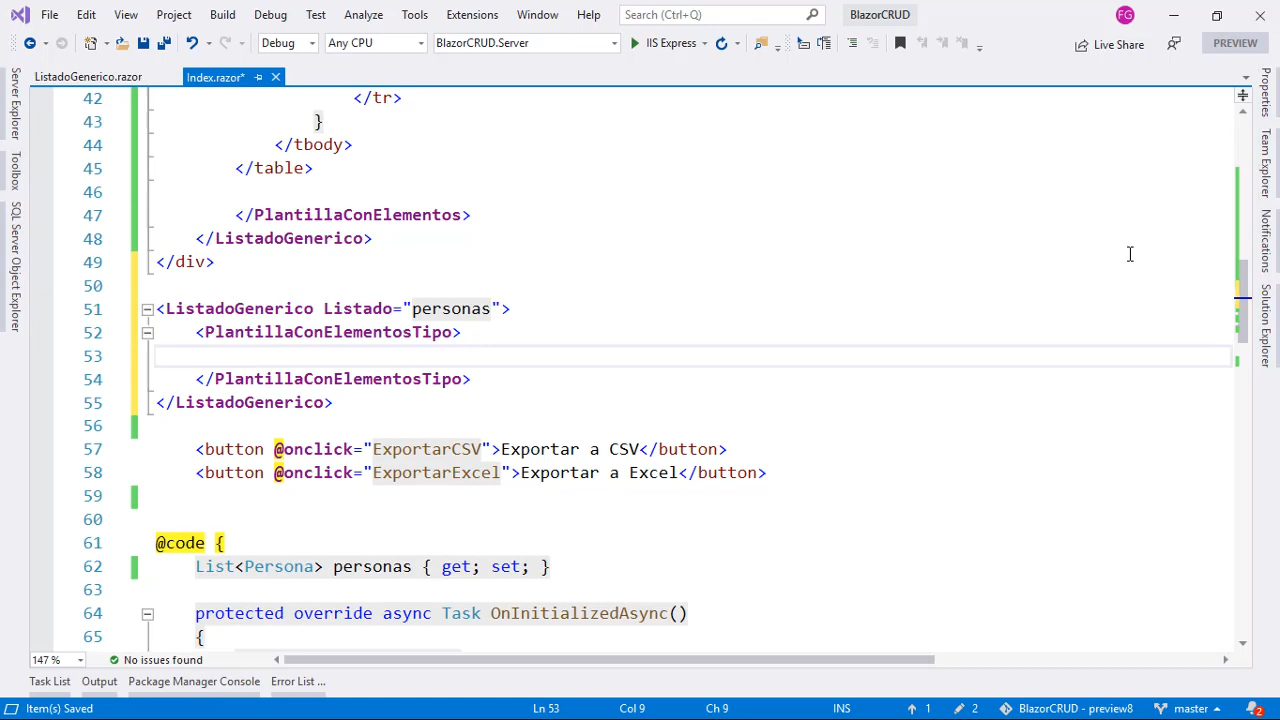 File Edit View Project Build Debug Test Analyze Tools Extensions Window Help Search (Ctrl+Q) BlazorCRUD FG
Debug Any CPU BlazorCRUD.Server IIS Express Live Share PREVIEW
ListadoGenerico.razor Index.razor*
Server Explorer
Toolbox
SQL Server Object Explorer
42 </tr>
43 }
44 </tbody>
45 </table>
46
47 </PlantillaConElementos>
48 </ListadoGenerico>
49 </div>
50
51 <ListadoGenerico Listado="personas">
52 <PlantillaConElementosTipo>
53
54 </PlantillaConElementosTipo>
55 </ListadoGenerico>
56
57 <button @onclick="ExportarCSV">Exportar a CSV</button>
58 <button @onclick="ExportarExcel">Exportar a Excel</button>
59
60
61 @code {
62 List<Persona> personas { get; set; }
63
64 protected override async Task OnInitializedAsync()
65 {
Properties
Team Explorer
Notifications
Solution Explorer
147 % No issues found
Task List Output Package Manager Console Error List ...
Item(s) Saved Ln 53 Col 9 Ch 9 INS 1 2 BlazorCRUD - preview8 master 2